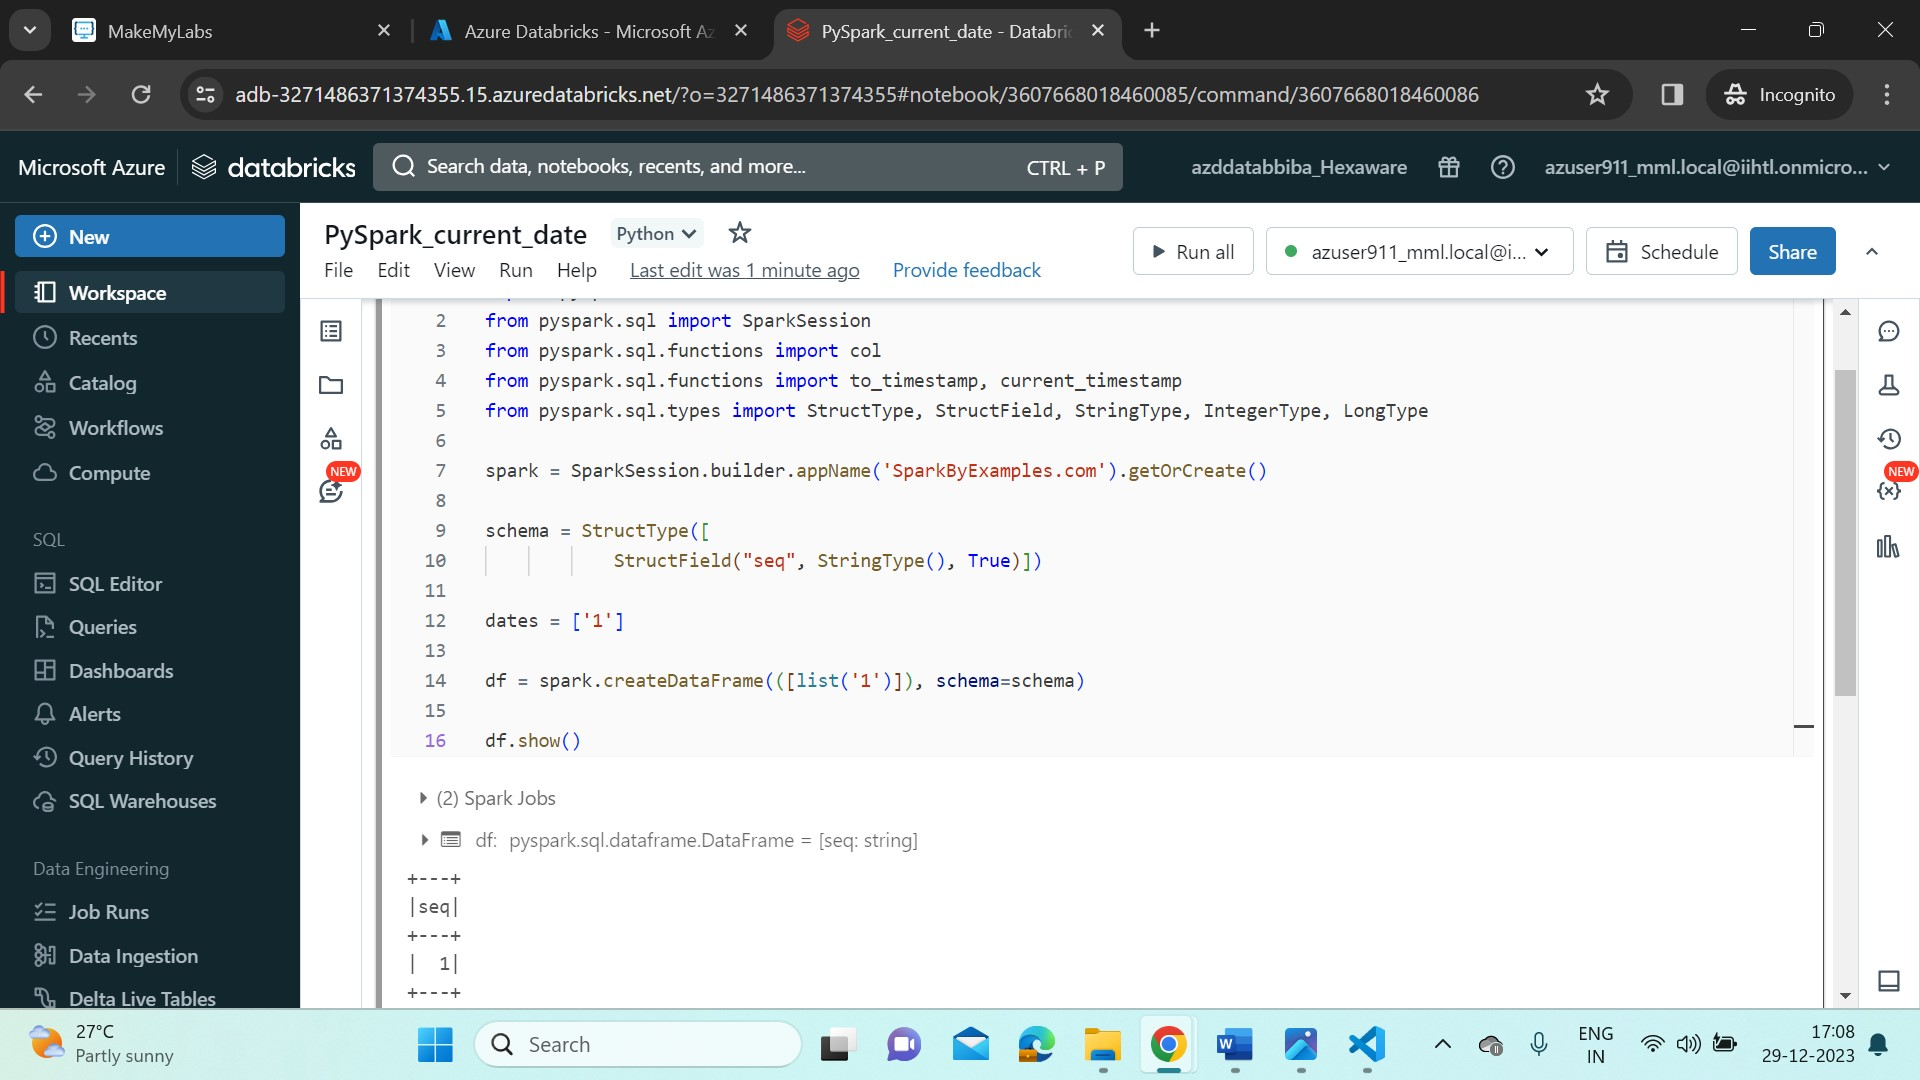 MakeMyLabs
Azure Databricks - Microsoft Az
PySpark_current_date - Databri
adb-3271486371374355.15.azuredatabricks.net/?o=3271486371374355#notebook/3607668018460085/command/3607668018460086
Incognito
Microsoft Azure
databricks
Search data, notebooks, recents, and more...
CTRL + P
azddatabbiba_Hexaware
azuser911_mml.local@iihtl.onmicro...
New
Workspace
Recents
Catalog
Workflows
Compute
SQL
SQL Editor
Queries
Dashboards
Alerts
Query History
SQL Warehouses
Data Engineering
Job Runs
Data Ingestion
Delta Live Tables
PySpark_current_date
Python
Run all
azuser911_mml.local@i...
Schedule
Share
File Edit View Run Help
Last edit was 1 minute ago
Provide feedback
NEW
NEW
2 from pyspark.sql import SparkSession
3 from pyspark.sql.functions import col
4 from pyspark.sql.functions import to_timestamp, current_timestamp
5 from pyspark.sql.types import StructType, StructField, StringType, IntegerType, LongType
6
7 spark = SparkSession.builder.appName('SparkByExamples.com').getOrCreate()
8
9 schema = StructType([
10 StructField("seq", StringType(), True)])
11
12 dates = ['1']
13
14 df = spark.createDataFrame(([list('1')]), schema=schema)
15
16 df.show()
(2) Spark Jobs
df: pyspark.sql.dataframe.DataFrame = [seq: string]
+---+
|seq|
+---+
|  1|
+---+
27°C
Partly sunny
Search
ENG
IN
17:08
29-12-2023